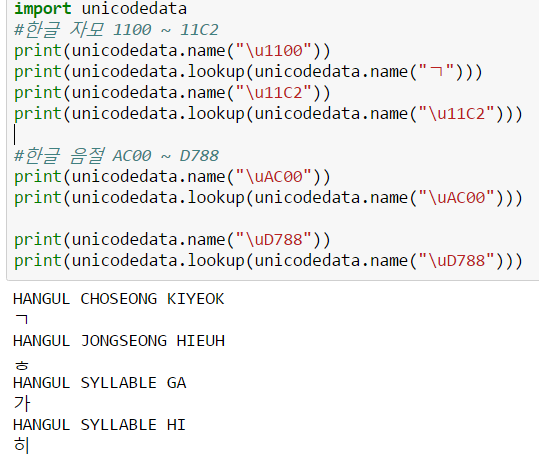 import unicodedata
#한글 자모 1100 ~ 11C2
print(unicodedata.name("\u1100"))
print(unicodedata.lookup(unicodedata.name("ㄱ")))
print(unicodedata.name("\u11C2"))
print(unicodedata.lookup(unicodedata.name("\u11C2")))
#한글 음절 AC00 ~ D788
print(unicodedata.name("\uAC00"))
print(unicodedata.lookup(unicodedata.name("\uAC00")))
print(unicodedata.name("\uD788"))
print(unicodedata.lookup(unicodedata.name("\uD788")))
HANGUL CHOSEONG KIYEOK
ㄱ
HANGUL JONGSEONG HIEUH
ㅎ
HANGUL SYLLABLE GA
가
HANGUL SYLLABLE HI
히